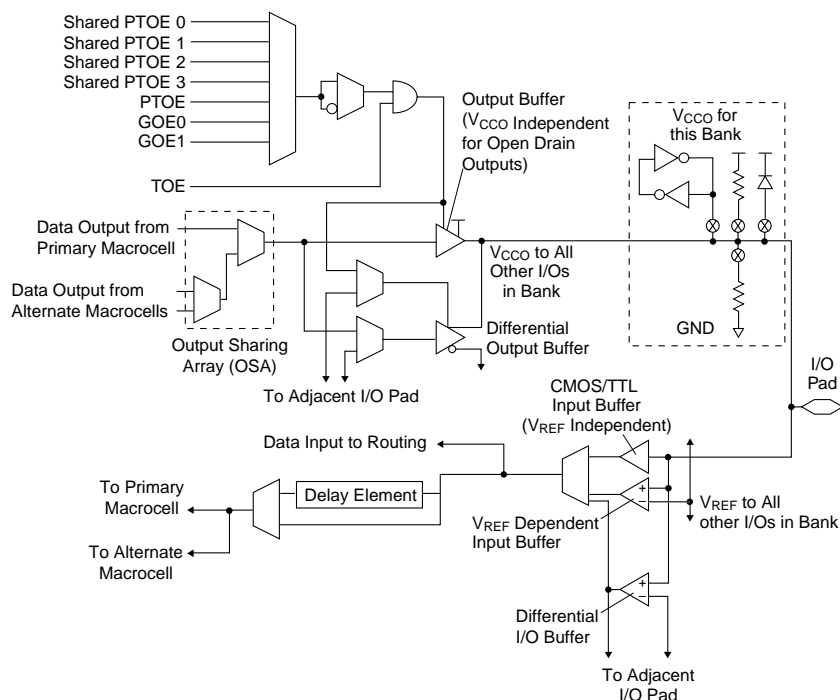 Shared PTOE 0
Shared PTOE 1
Shared PTOE 2
Shared PTOE 3
PTOE
GOE0
GOE1
TOE
Output Buffer
(VCCO Independent
for Open Drain
Outputs)
VCCO for
this Bank
Data Output from
Primary Macrocell
Data Output from
Alternate Macrocells
Output Sharing
Array (OSA)
VCCO to All
Other I/Os
in Bank
Differential
Output Buffer
To Adjacent I/O Pad
GND
I/O
Pad
CMOS/TTL
Input Buffer
(VREF Independent)
Data Input to Routing
To Primary
Macrocell
Delay Element
+
–
VREF Dependent
Input Buffer
VREF to All
other I/Os in Bank
To Alternate
Macrocell
+
–
Differential
I/O Buffer
To Adjacent
I/O Pad